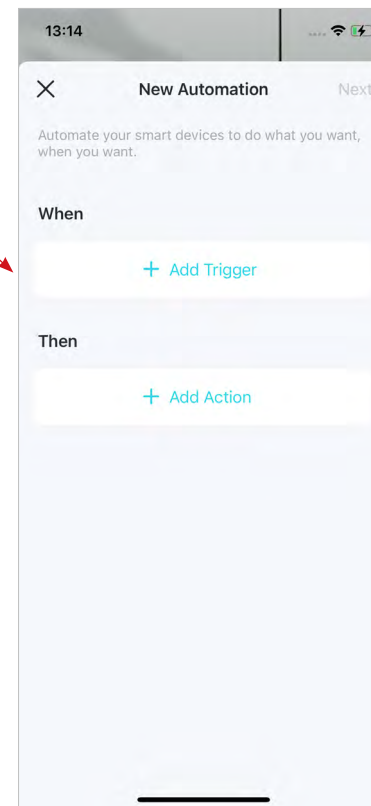 13:14
New Automation
Next
Automate your smart devices to do what you want,
when you want.
When
+ Add Trigger
Then
+ Add Action